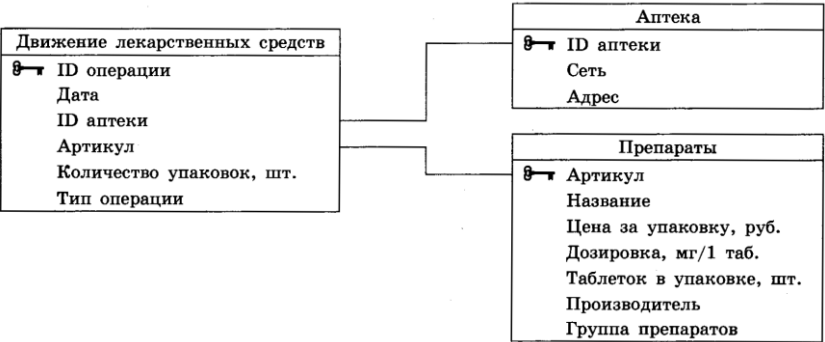 Движение лекарственных средств
ID операции
Дата
ID аптеки
Артикул
Количество упаковок, шт.
Тип операции
Аптека
ID аптеки
Сеть
Адрес
Препараты
Артикул
Название
Цена за упаковку, руб.
Дозировка, мг/1 таб.
Таблеток в упаковке, шт.
Производитель
Группа препаратов